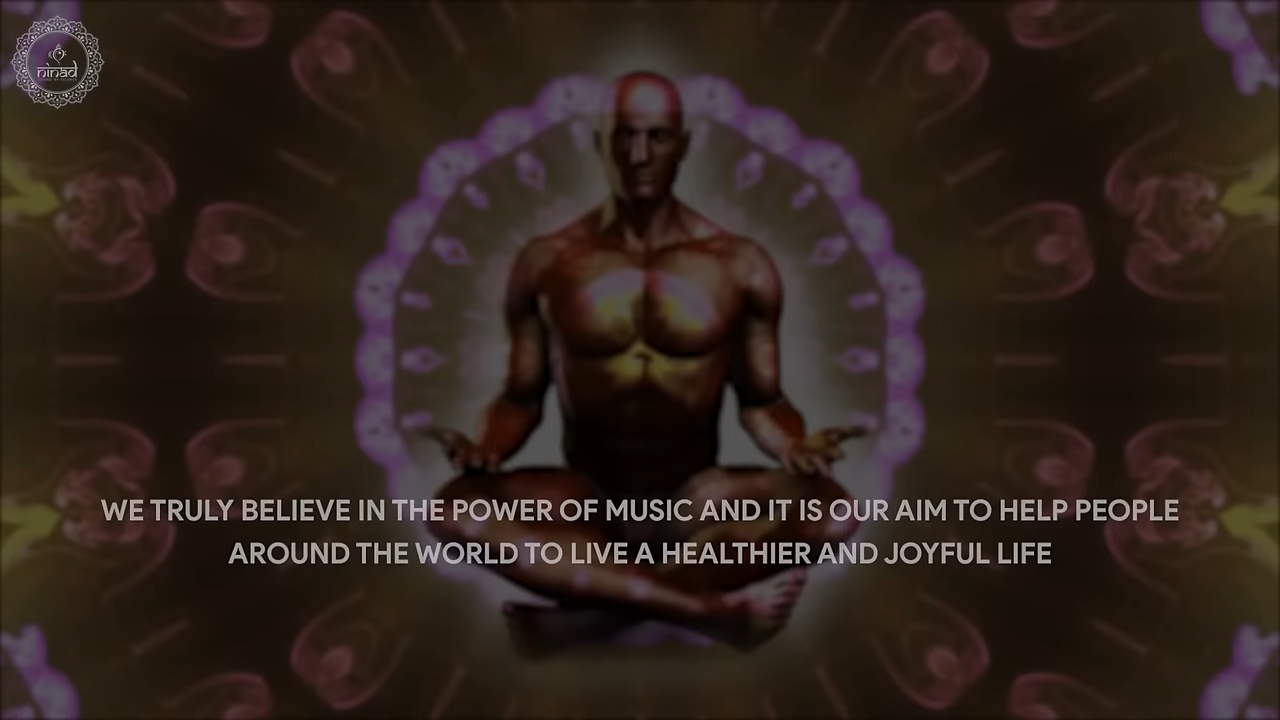 ninad
WE TRULY BELIEVE IN THE POWER OF MUSIC AND IT IS OUR AIM TO HELP PEOPLE
AROUND THE WORLD TO LIVE A HEALTHIER AND JOYFUL LIFE